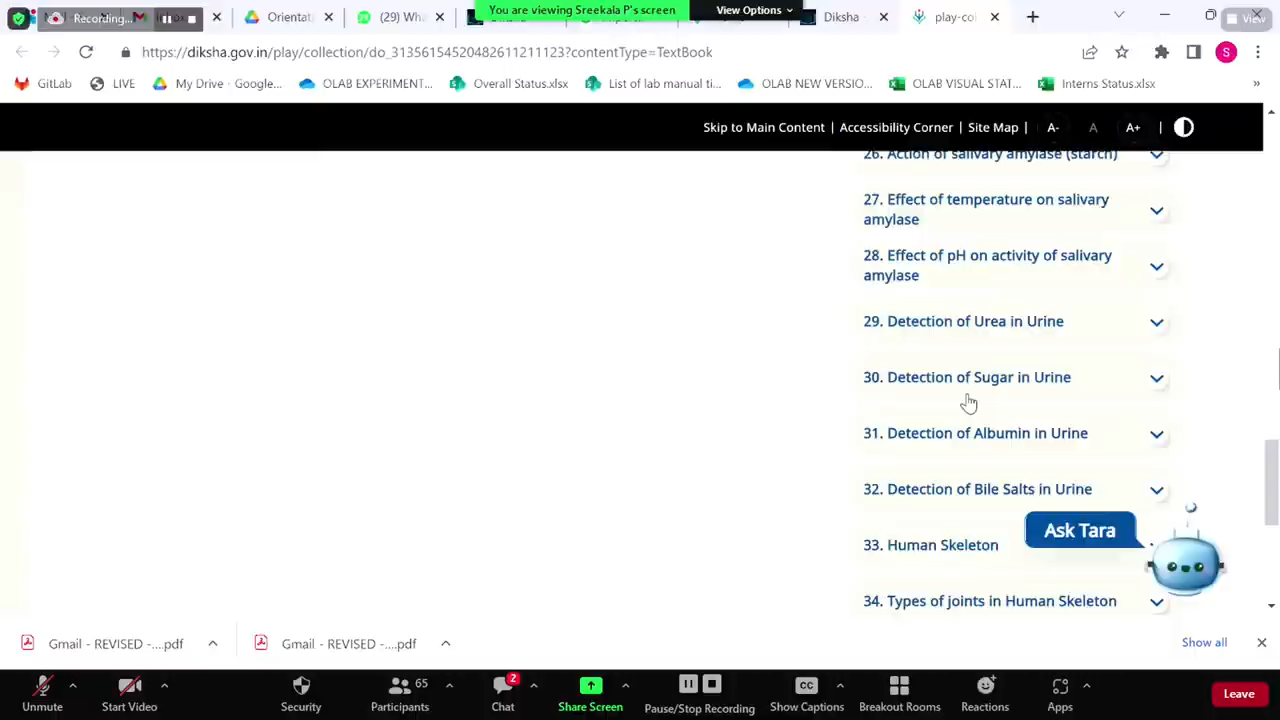 You are viewing Sreekala P's screen
View Options
Recording...
Orientat
(29) Wh
Diksha
play-col
View
https://diksha.gov.in/play/collection/do_31356154520482611211123?contentType=TextBook
S
GitLab
LIVE
My Drive - Google...
OLAB EXPERIMENT...
Overall Status.xlsx
List of lab manual ti...
OLAB NEW VERSIO...
OLAB VISUAL STAT...
Interns Status.xlsx
»
Skip to Main Content | Accessibility Corner | Site Map | A- A A+ |
26. Action of salivary amylase (starch)
27. Effect of temperature on salivary
amylase
28. Effect of pH on activity of salivary
amylase
29. Detection of Urea in Urine
30. Detection of Sugar in Urine
31. Detection of Albumin in Urine
32. Detection of Bile Salts in Urine
Ask Tara
33. Human Skeleton
34. Types of joints in Human Skeleton
Gmail - REVISED -....pdf
Gmail - REVISED -....pdf
Show all
65
2
CC
Unmute
Start Video
Security
Participants
Chat
Share Screen
Pause/Stop Recording
Show Captions
Breakout Rooms
Reactions
Apps
Leave